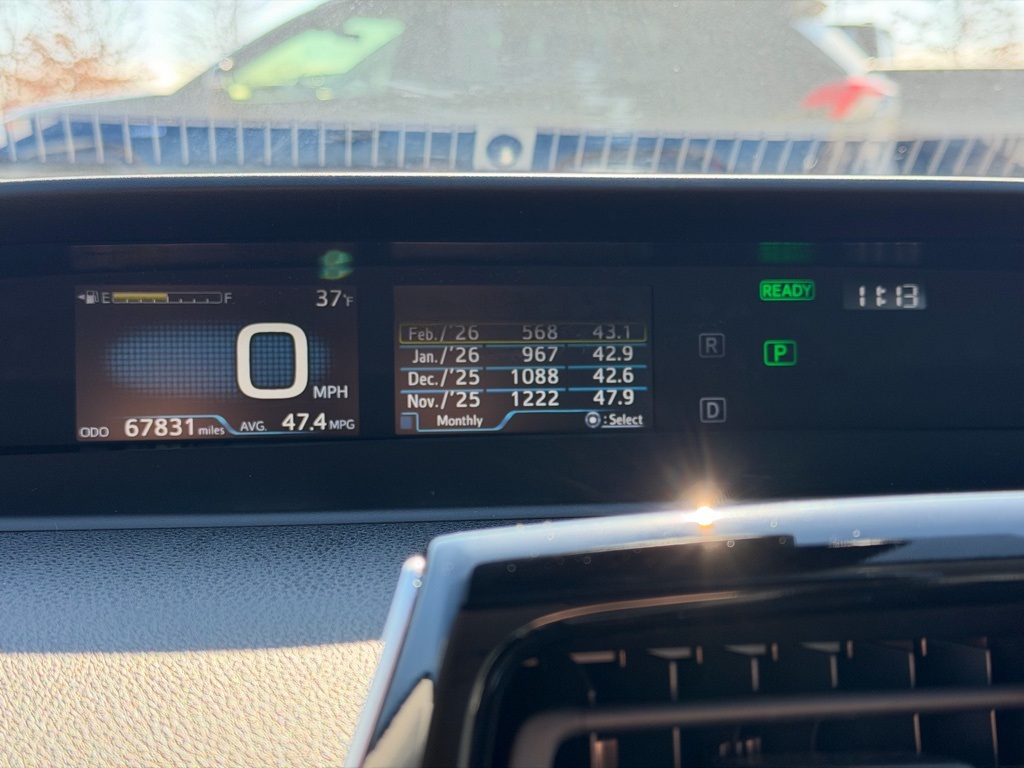 E F 37°F
0 MPH
ODO 67831 miles AVG. 47.4 MPG
Feb./'26 568 43.1
Jan./'26 967 42.9
Dec./'25 1088 42.6
Nov./'25 1222 47.9
Monthly : Select
READY 11:13
R P
D